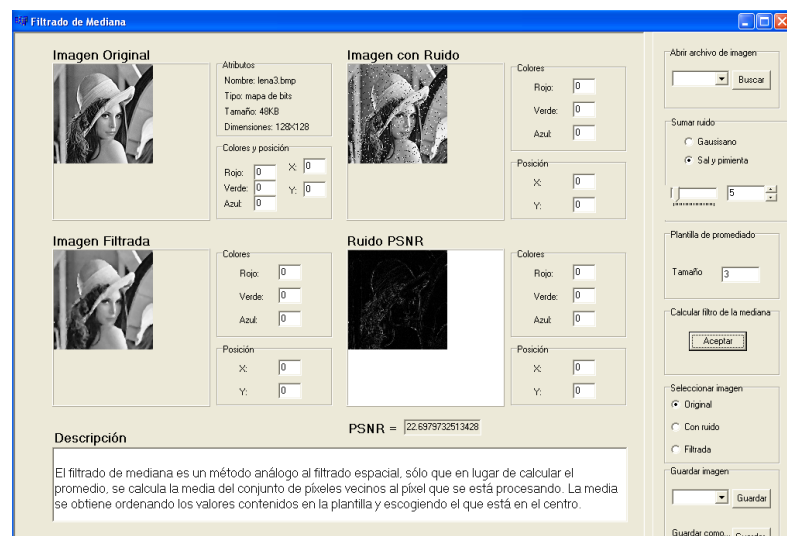 Filtrado de Mediana
Imagen Original
Atributos
Nombre: lena3.bmp
Tipo: mapa de bits
Tamaño: 48KB
Dimensiones: 128X128
Colores y posición
Rojo: 0 X: 0
Verde: 0 Y: 0
Azul: 0
Imagen con Ruido
Colores
Rojo: 0
Verde: 0
Azul: 0
Posición
X: 0
Y: 0
Imagen Filtrada
Colores
Rojo: 0
Verde: 0
Azul: 0
Posición
X: 0
Y: 0
Ruido PSNR
Colores
Rojo: 0
Verde: 0
Azul: 0
Posición
X: 0
Y: 0
PSNR = 22.6979732513428
Descripción
El filtrado de mediana es un método análogo al filtrado espacial, sólo que en lugar de calcular el
promedio, se calcula la media del conjunto de píxeles vecinos al píxel que se está procesando. La media
se obtiene ordenando los valores contenidos en la plantilla y escogiendo el que está en el centro.
Abrir archivo de imagen
Buscar
Sumar ruido
Gausisano
Sal y pimienta
5
Plantilla de promediado
Tamaño 3
Calcular filtro de la mediana
Aceptar
Seleccionar imagen
Original
Con ruido
Filtrada
Guardar imagen
Guardar
Guardar como... Guardar